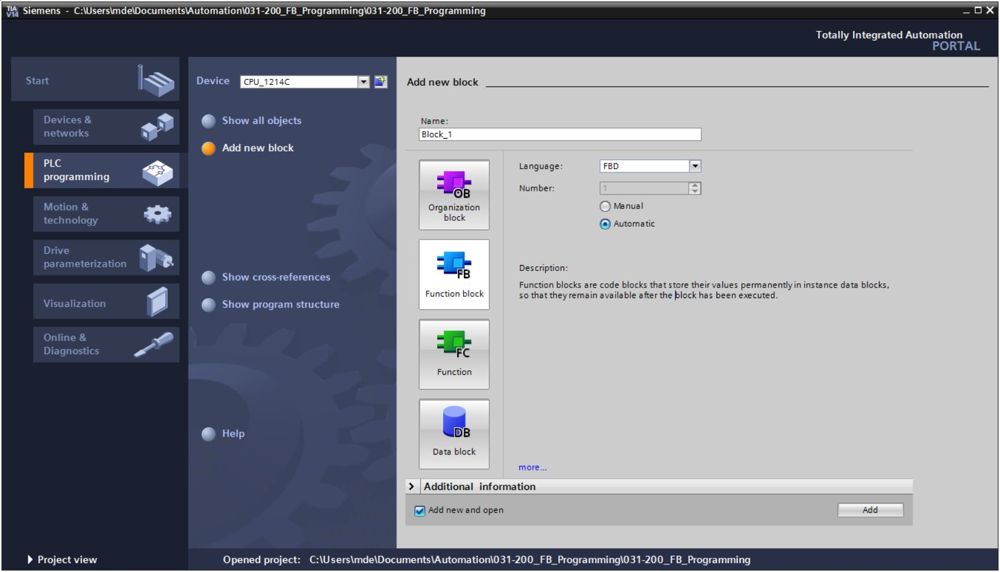 TIA
V14
Siemens - C:\Users\mde\Documents\Automation\031-200_FB_Programming\031-200_FB_Programming
Totally Integrated Automation
PORTAL
Start
Devices &
networks
PLC
programming
Motion &
technology
Drive
parameterization
Visualization
Online &
Diagnostics
Project view
Device
CPU_1214C
Show all objects
Add new block
Show cross-references
Show program structure
Help
Add new block
Name:
Block_1
OB
Organization
block
FB
Function block
FC
Function
DB
Data block
Language:
FBD
Number:
1
Manual
Automatic
Description:
Function blocks are code blocks that store their values permanently in instance data blocks,
so that they remain available after the block has been executed.
more...
Additional information
Add new and open
Add
Opened project: C:\Users\mde\Documents\Automation\031-200_FB_Programming\031-200_FB_Programming